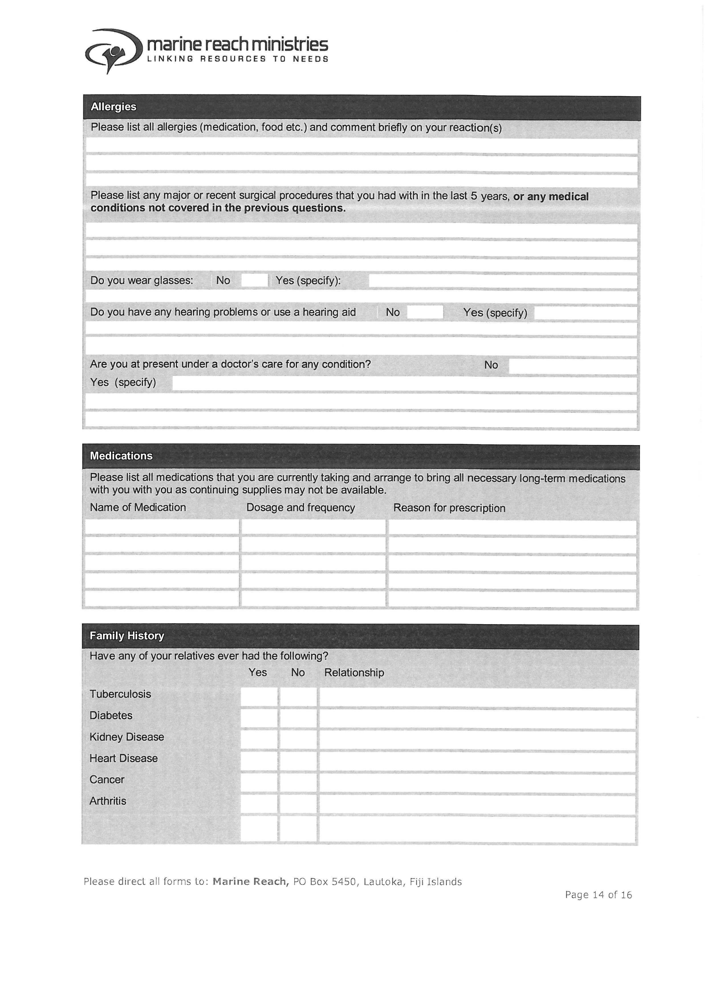 marine reach ministries
LINKING RESOURCES TO NEEDS
Allergies
Please list all allergies (medication, food etc.) and comment briefly on your reaction(s)
Please list any major or recent surgical procedures that you had with in the last 5 years, or any medical
conditions not covered in the previous questions.
Do you wear glasses: No Yes (specify):
Do you have any hearing problems or use a hearing aid No Yes (specify)
Are you at present under a doctor's care for any condition? No
Yes (specify)
Medications
Please list all medications that you are currently taking and arrange to bring all necessary long-term medications
with you with you as continuing supplies may not be available.
Name of Medication Dosage and frequency Reason for prescription
Family History
Have any of your relatives ever had the following?
Yes No Relationship
Tuberculosis
Diabetes
Kidney Disease
Heart Disease
Cancer
Arthritis
Please direct all forms to: Marine Reach, PO Box 5450, Lautoka, Fiji Islands
Page 14 of 16